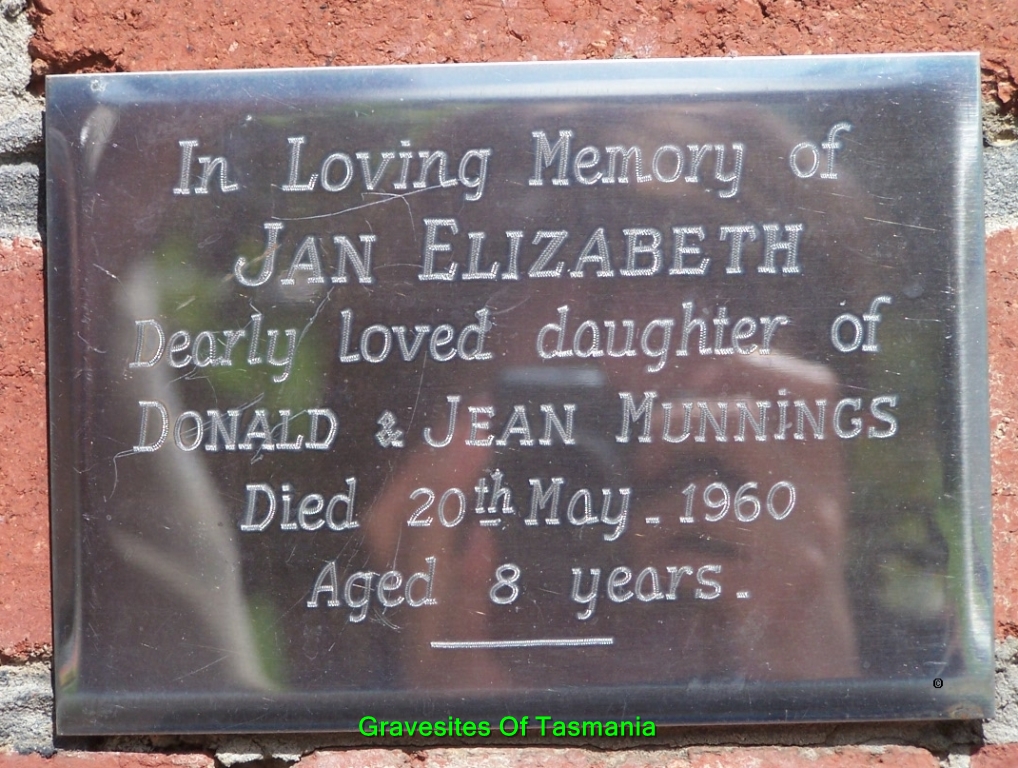 In Loving Memory of
JAN ELIZABETH
Dearly loved daughter of
DONALD & JEAN MUNNiNGS
Died 20th May. 1960
Aged 8 years.
Gravesites Of Tasmania